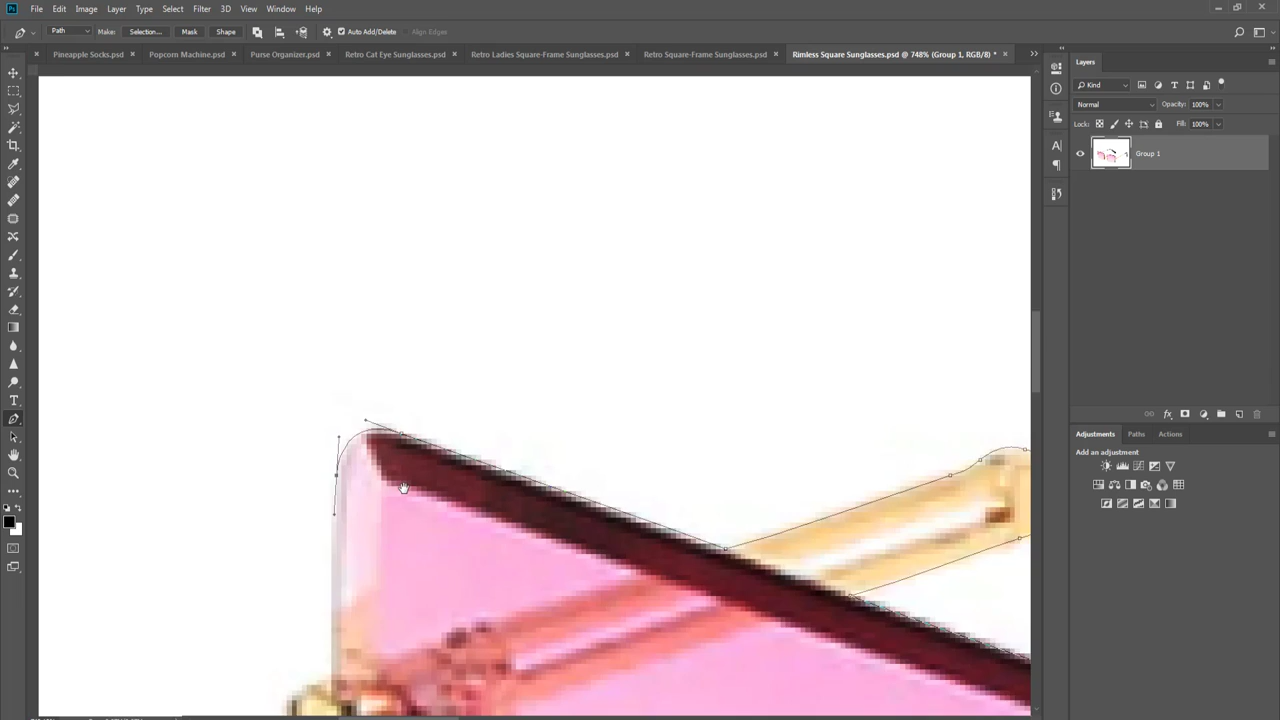 File Edit Image Layer Type Select Filter 3D View Window Help
Path Make: Selection... Mask Shape Auto Add/Delete Align Edges
Pineapple Socks.psd Popcorn Machine.psd Purse Organizer.psd Retro Cat Eye Sunglasses.psd Retro Ladies Square-Frame Sunglasses.psd Retro Square-Frame Sunglasses.psd Rimless Square Sunglasses.psd @ 748% (Group 1, RGB/8) *
Layers
Kind
Normal Opacity: 100%
Lock: Fill: 100%
Group 1
Adjustments Paths Actions
Add an adjustment